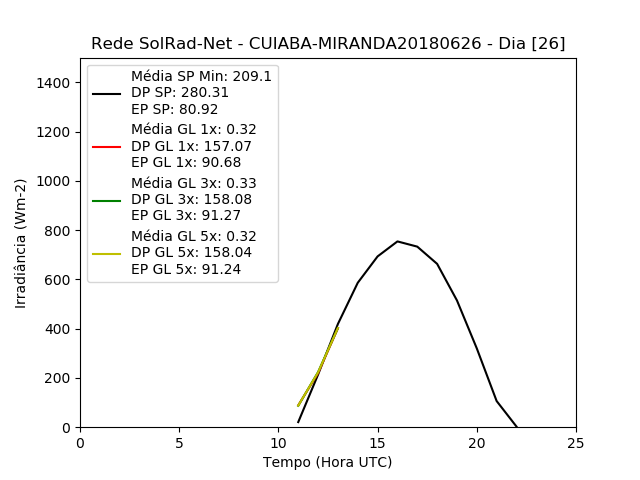 Rede SolRad-Net - CUIABA-MIRANDA20180626 - Dia [26]
Média SP Min: 209.1
DP SP: 280.31
EP SP: 80.92
Média GL 1x: 0.32
DP GL 1x: 157.07
EP GL 1x: 90.68
Média GL 3x: 0.33
DP GL 3x: 158.08
EP GL 3x: 91.27
Média GL 5x: 0.32
DP GL 5x: 158.04
EP GL 5x: 91.24
Irradiância (Wm-2)
1400
1200
1000
800
600
400
200
0
0 5 10 15 20 25
Tempo (Hora UTC)